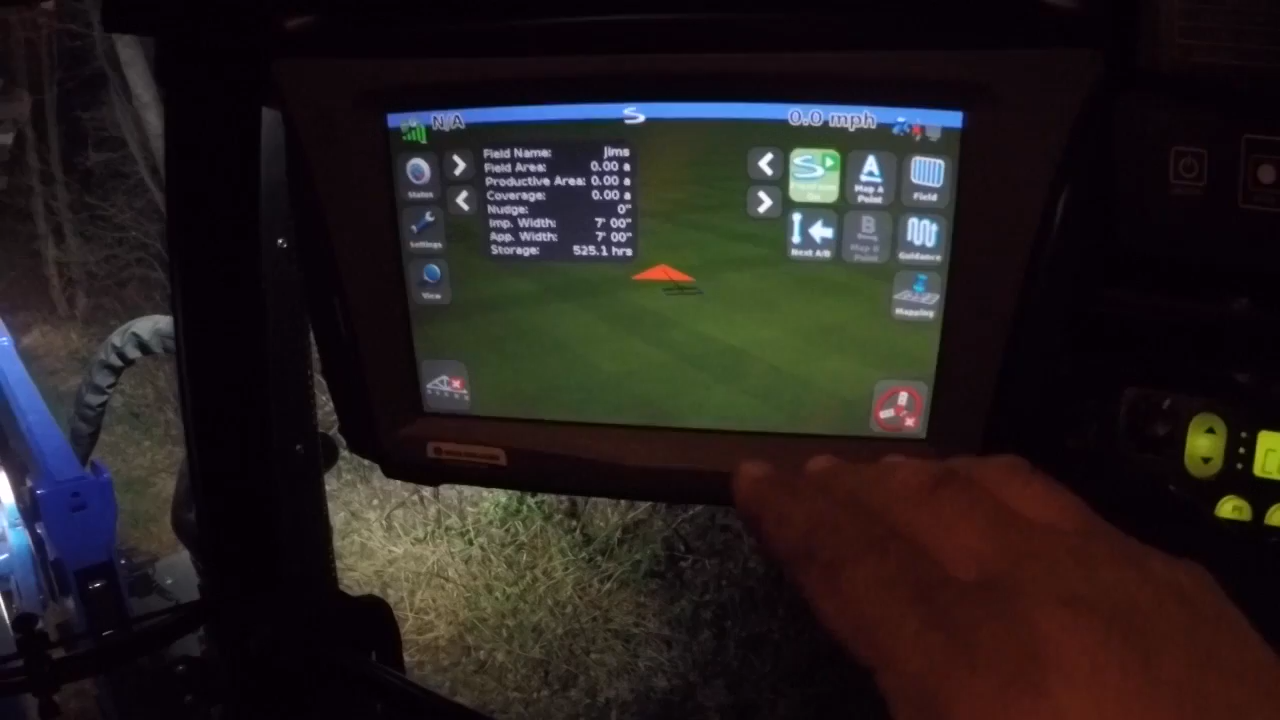 N/A
0.0 mph
Field Name: Jims
Field Area: 0.00 a
Productive Area: 0.00 a
Coverage: 0.00 a
Nudge: 0"
Imp. Width: 7' 00"
App. Width: 7' 00"
Storage: 525.1 hrs
Status
Settings
View
A
Map A
Point
Field
Next A/B
B
Map B
Point
Guidance
Mapping